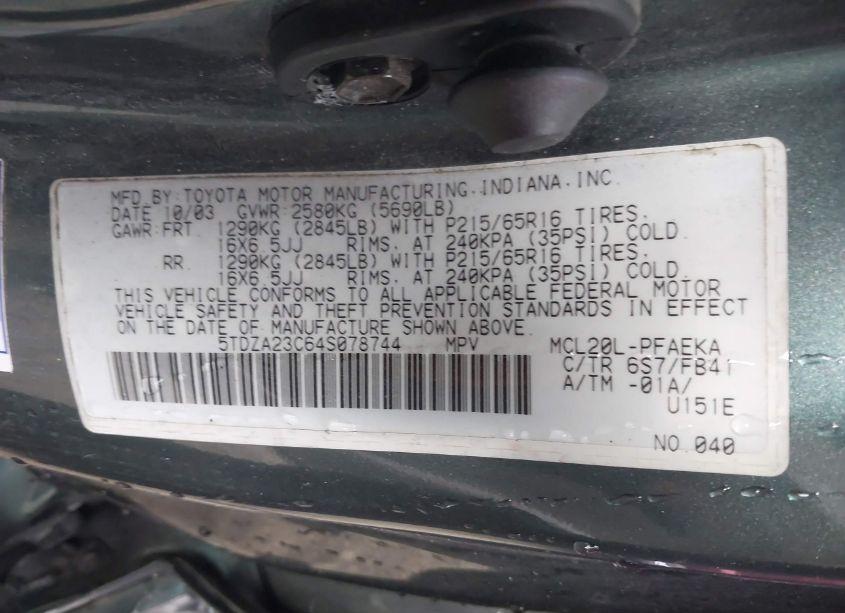 MFD.BY:TOYOTA MOTOR MANUFACTURING.INDIANA.INC.
DATE 10/03 GVWR:2580KG (5690LB)
GAWR:FRT. 1290KG (2845LB) WITH P215/65R16 TIRES.
16X6.5JJ RIMS. AT 240KPA (35PSI) COLD.
RR. 1290KG (2845LB) WITH P215/65R16 TIRES.
16X6.5JJ RIMS. AT 240KPA (35PSI) COLD.
THIS VEHICLE CONFORMS TO ALL APPLICABLE FEDERAL MOTOR
VEHICLE SAFETY AND THEFT PREVENTION STANDARDS IN EFFECT
ON THE DATE OF MANUFACTURE SHOWN ABOVE.
5TDZA23C64S078744 MPV MCL20L-PFAEKA
C/TR 6S7/FB41
A/TM -01A/
U151E
NO.040